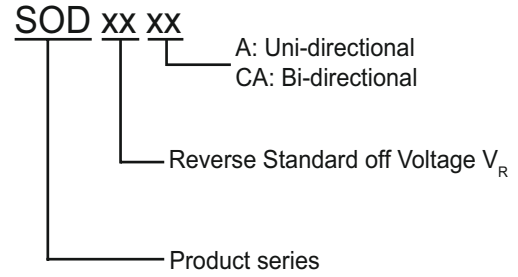 SOD xx xx
A: Uni-directional
CA: Bi-directional
Reverse Standard off Voltage VR
Product series